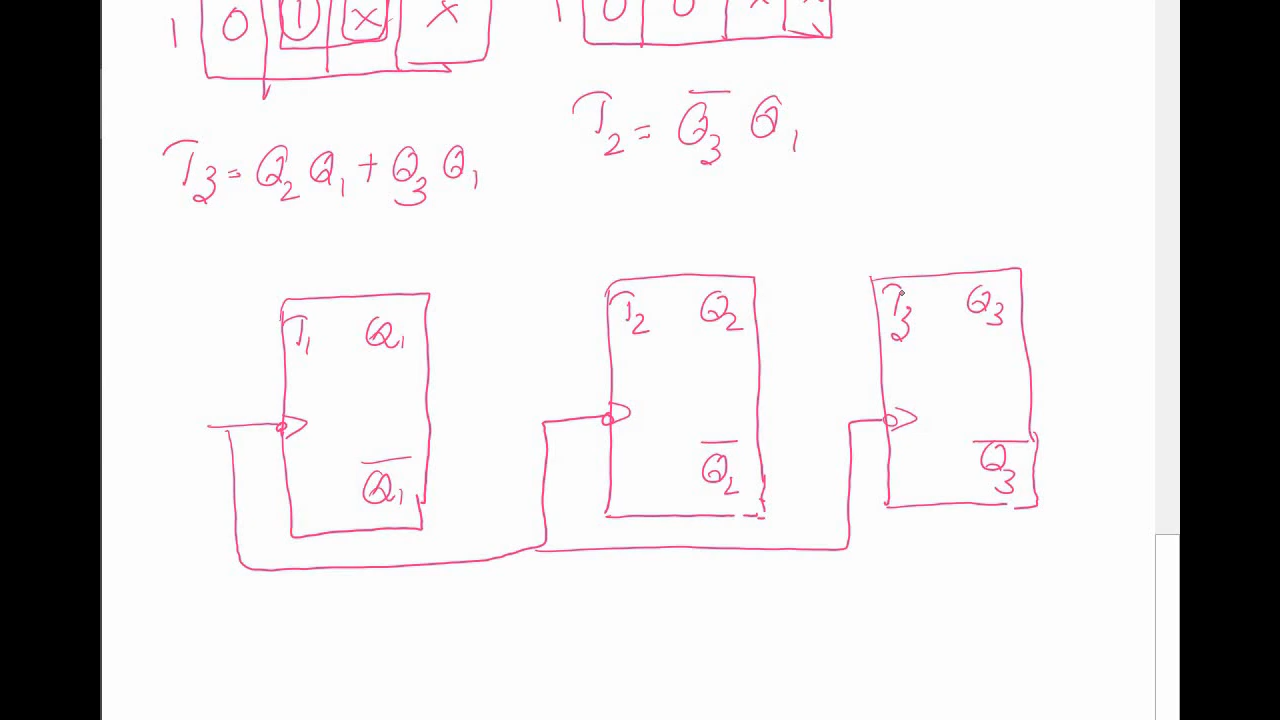 1 0 1 X X 1 0 0 X X
T₂ = Q̅₃ Q₁
T₃ = Q₂ Q₁ + Q₃ Q₁
T₁ Q₁ T₂ Q₂ T₃ Q₃
Q̅₁ Q̅₂ Q̅₃